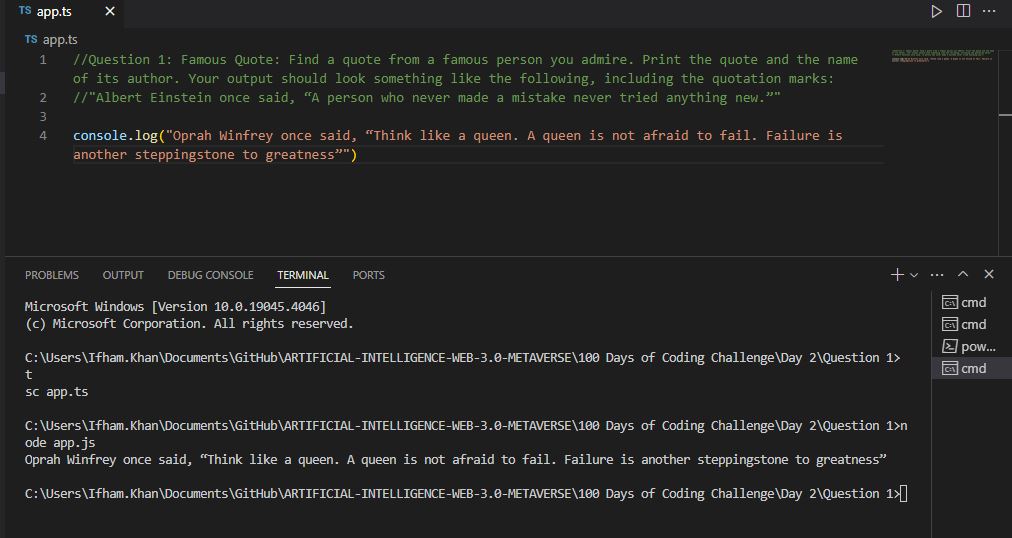 TS app.ts ×
TS app.ts
1 //Question 1: Famous Quote: Find a quote from a famous person you admire. Print the quote and the name
of its author. Your output should look something like the following, including the quotation marks:
2 //"Albert Einstein once said, “A person who never made a mistake never tried anything new.”"
3
4 console.log("Oprah Winfrey once said, “Think like a queen. A queen is not afraid to fail. Failure is
another steppingstone to greatness”")
PROBLEMS OUTPUT DEBUG CONSOLE TERMINAL PORTS
Microsoft Windows [Version 10.0.19045.4046]
(c) Microsoft Corporation. All rights reserved.
C:\Users\Ifham.Khan\Documents\GitHub\ARTIFICIAL-INTELLIGENCE-WEB-3.0-METAVERSE\100 Days of Coding Challenge\Day 2\Question 1>
t
sc app.ts
C:\Users\Ifham.Khan\Documents\GitHub\ARTIFICIAL-INTELLIGENCE-WEB-3.0-METAVERSE\100 Days of Coding Challenge\Day 2\Question 1>n
ode app.js
Oprah Winfrey once said, “Think like a queen. A queen is not afraid to fail. Failure is another steppingstone to greatness”
C:\Users\Ifham.Khan\Documents\GitHub\ARTIFICIAL-INTELLIGENCE-WEB-3.0-METAVERSE\100 Days of Coding Challenge\Day 2\Question 1>
cmd
cmd
pow...
cmd